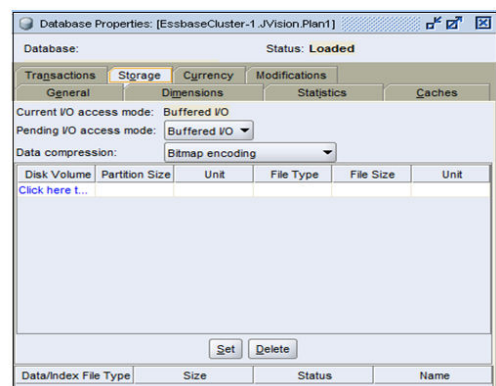 Database Properties: [EssbaseCluster-1.JVision.Plan1]
Database: Status: Loaded
Transactions Storage Currency Modifications
General Dimensions Statistics Caches
Current I/O access mode: Buffered I/O
Pending I/O access mode: Buffered I/O
Data compression: Bitmap encoding
Disk Volume Partition Size Unit File Type File Size Unit
Click here t...
Set Delete
Data/Index File Type Size Status Name